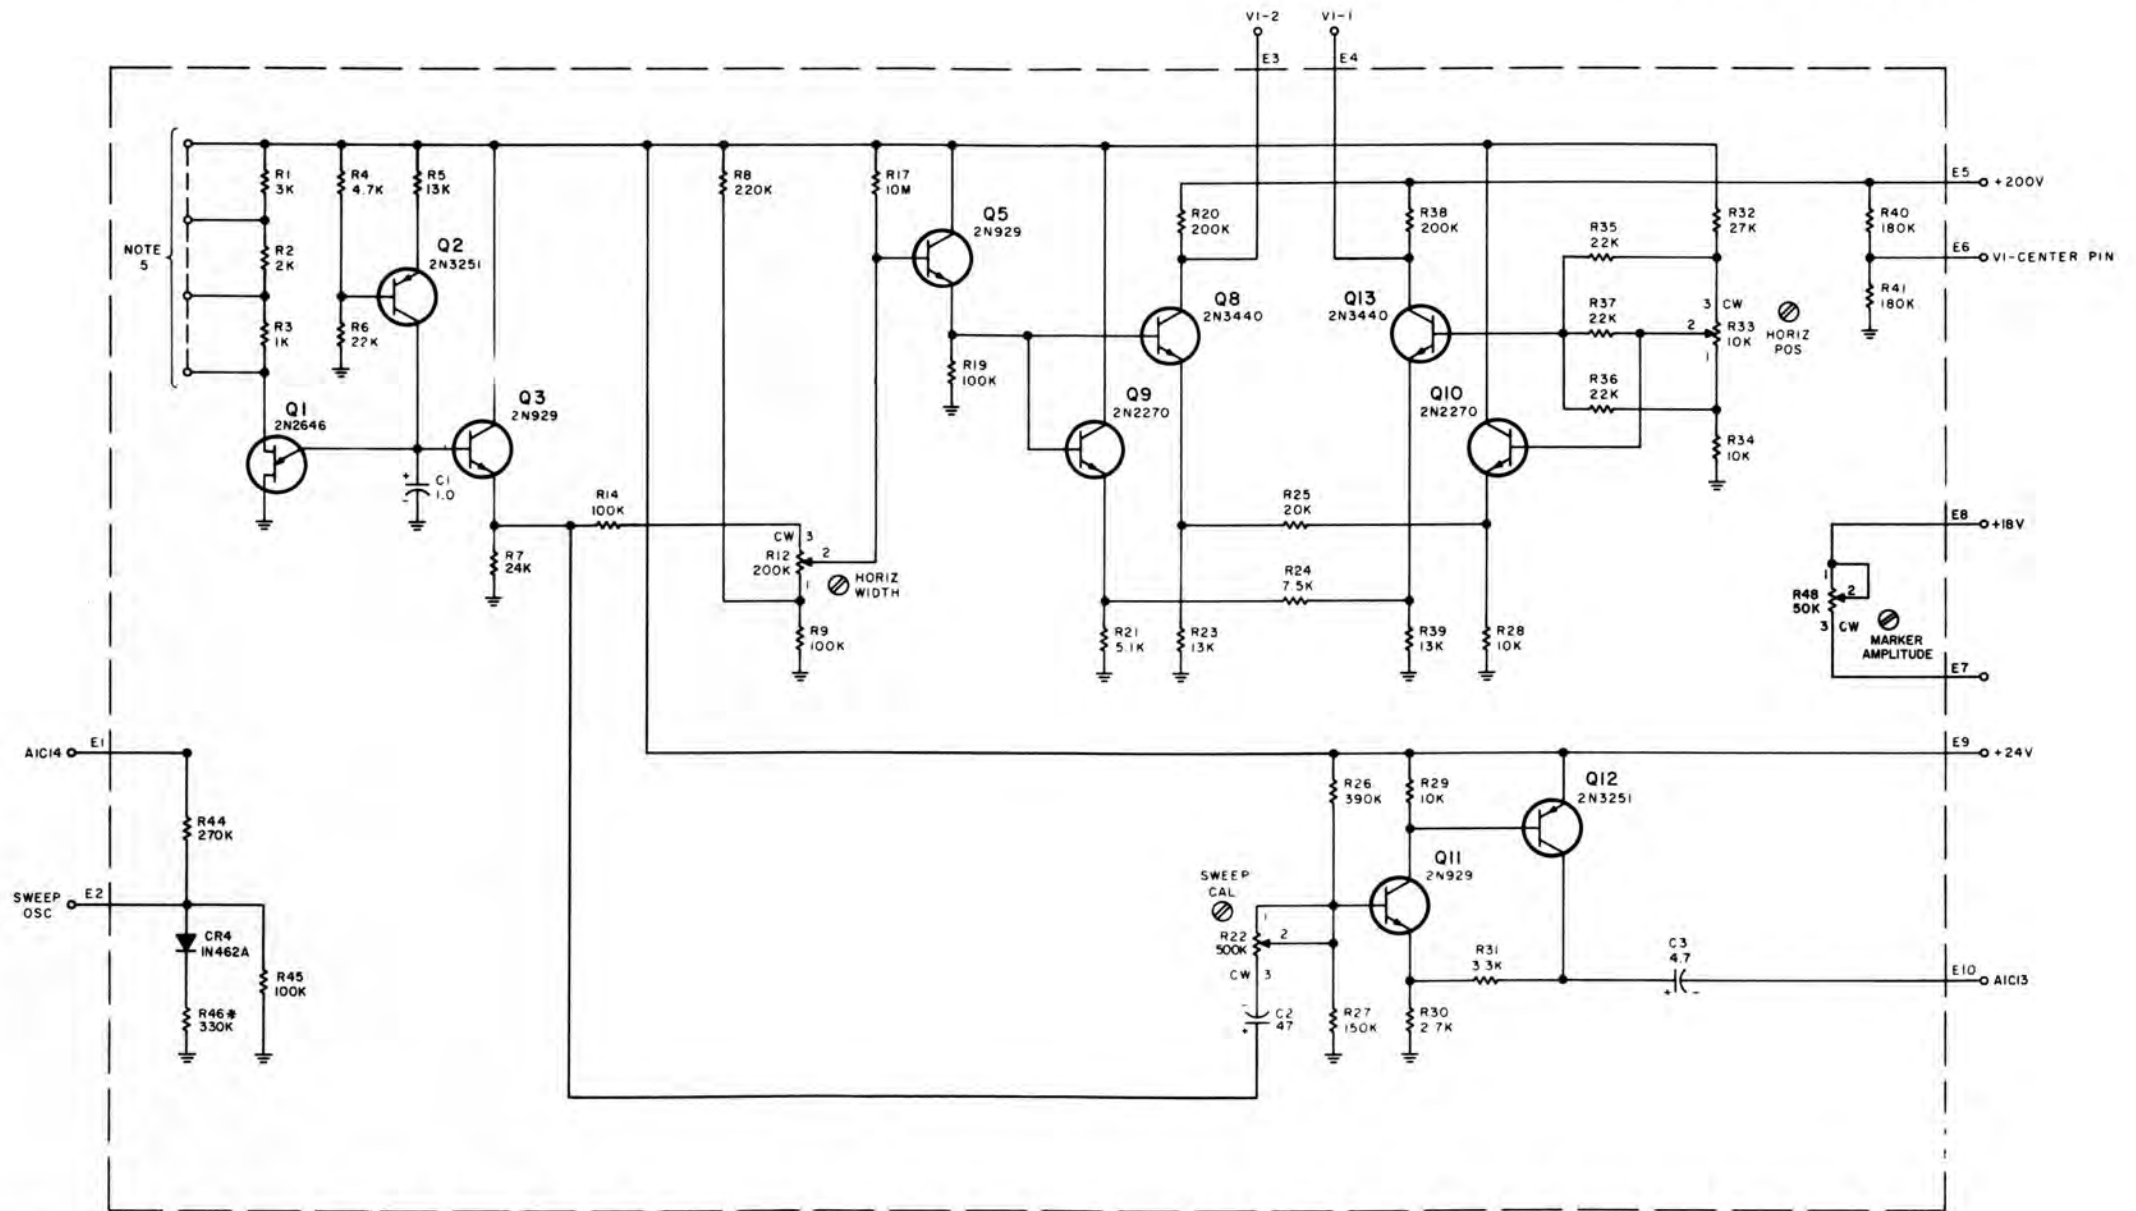 V1-2
V1-1
E3
E4
NOTE
5
R1
3K
R2
2K
R3
1K
R4
4.7K
R5
13K
R6
22K
Q1
2N2646
Q2
2N3251
Q3
2N929
+
-
C1
1.0
R7
24K
R14
100K
R8
220K
CW 3
R12
200K
2
1
HORIZ
WIDTH
R9
100K
R17
10M
Q5
2N929
R19
100K
Q9
2N2270
Q8
2N3440
R20
200K
R21
5.1K
R23
13K
R25
20K
R24
7.5K
R38
200K
Q13
2N3440
Q10
2N2270
R39
13K
R28
10K
R35
22K
R37
22K
R36
22K
R32
27K
3 CW
2
R33
10K
1
HORIZ
POS
R34
10K
R40
180K
R41
180K
E5
+200V
E6
V1-CENTER PIN
E8
+18V
1
2
R48
50K
3 CW
MARKER
AMPLITUDE
E7
E9
+24V
A1C14
E1
R44
270K
SWEEP
OSC
E2
CR4
1N462A
R45
100K
R46*
330K
SWEEP
CAL
1
R22
500K
2
CW 3
-
+
C2
47
R26
390K
R27
150K
R29
10K
Q11
2N929
Q12
2N3251
R31
3.3K
R30
2.7K
C3
4.7
+
-
E10
A1C13